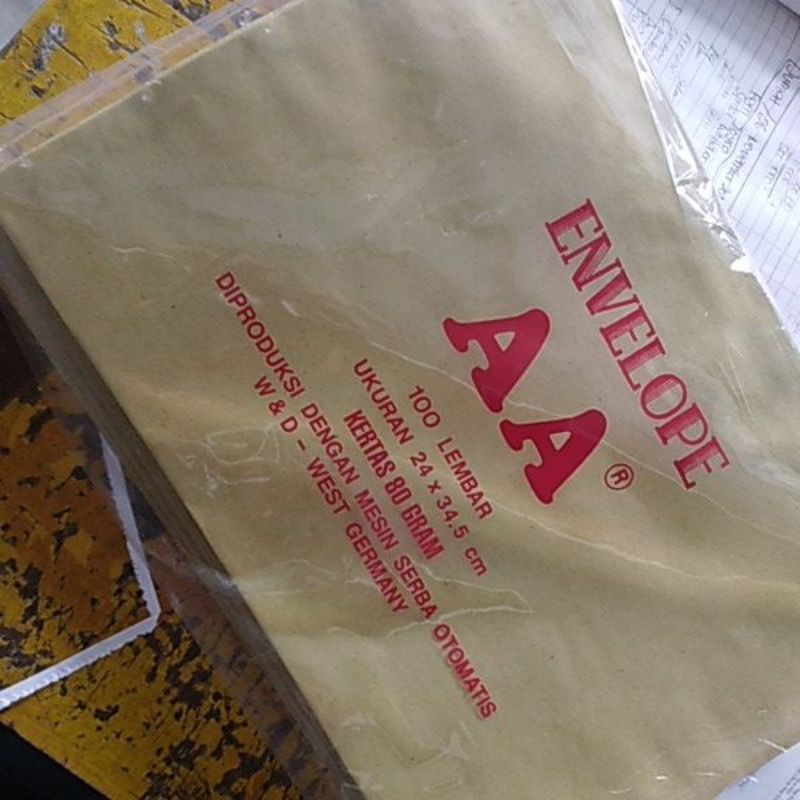 ENVELOPE
AA®
100 LEMBAR
UKURAN 24 x 34,5 cm
KERTAS 80 GRAM
DIPRODUKSI DENGAN MESIN SERBA OTOMATIS
W & D – WEST GERMANY